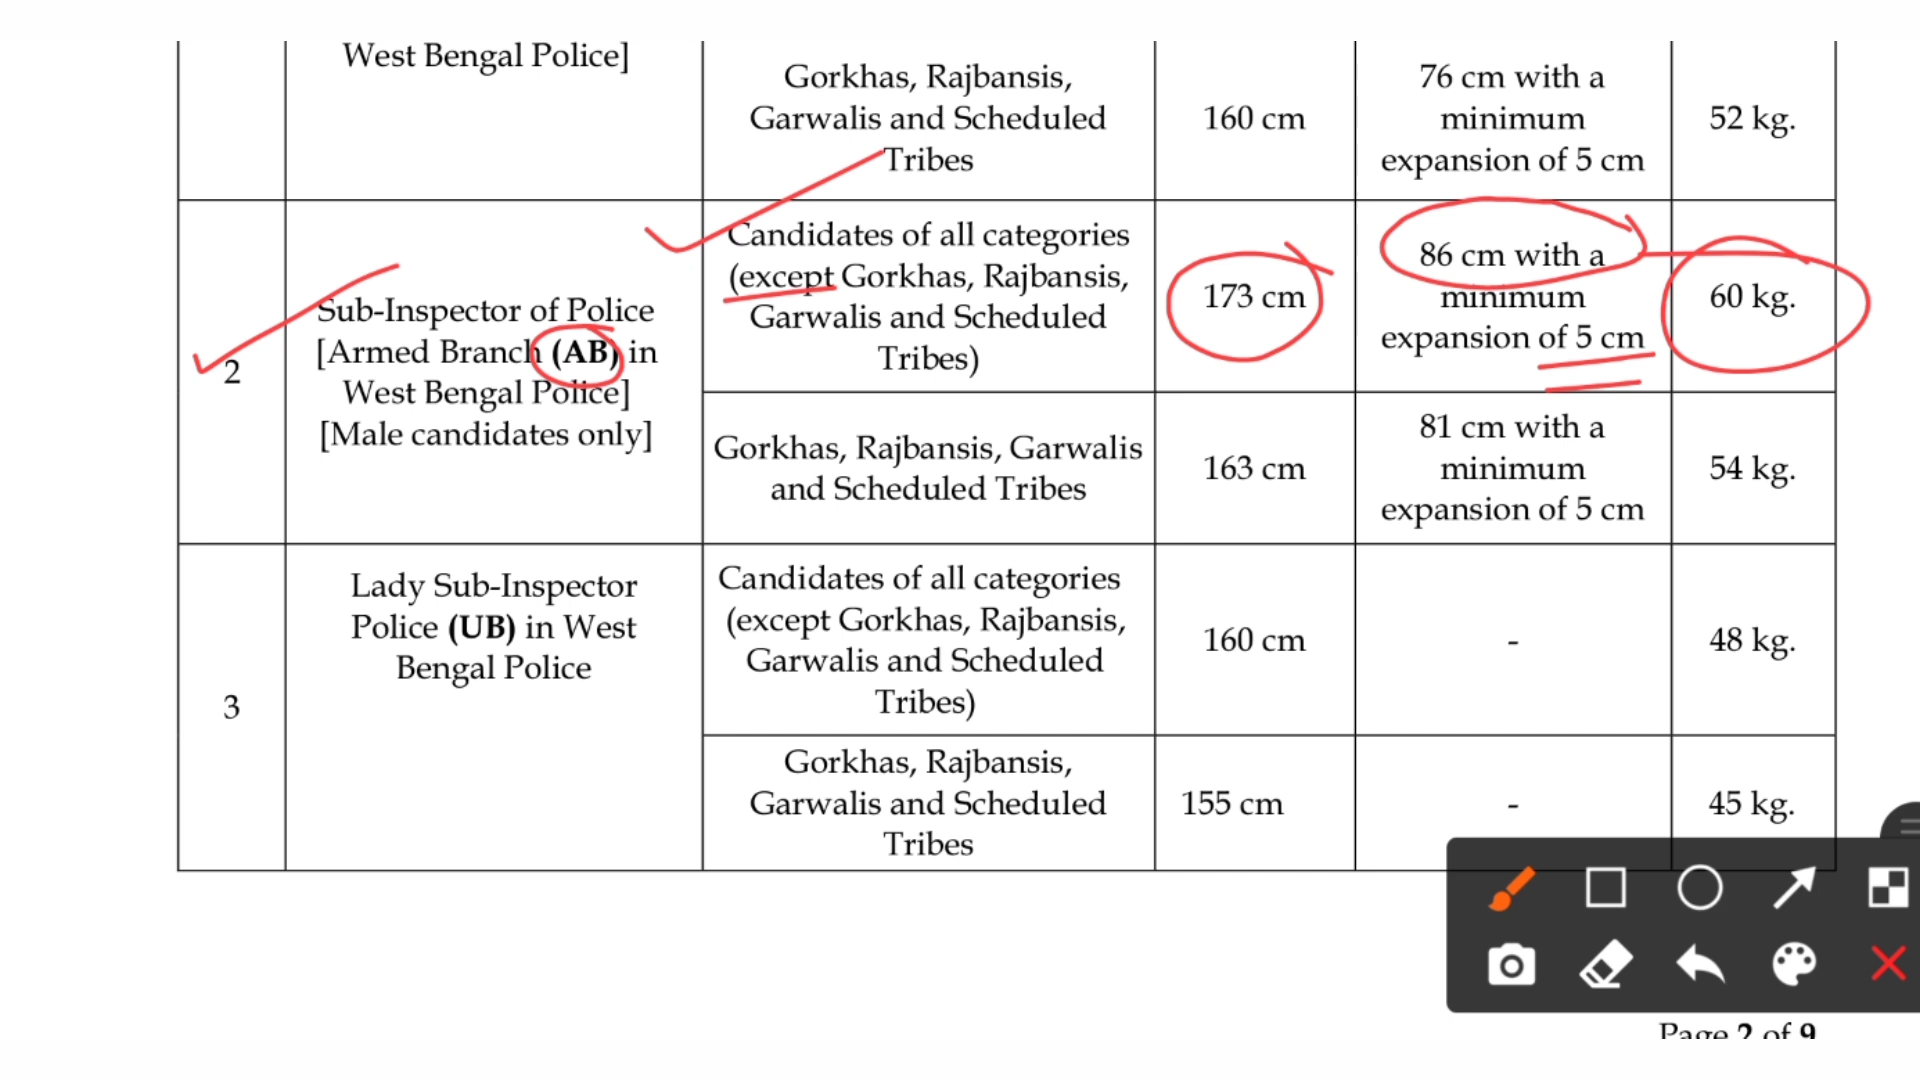 West Bengal Police]
Gorkhas, Rajbansis,
Garwalis and Scheduled
Tribes
160 cm
76 cm with a
minimum
expansion of 5 cm
52 kg.
2
Sub-Inspector of Police
[Armed Branch (AB) in
West Bengal Police]
[Male candidates only]
Candidates of all categories
(except Gorkhas, Rajbansis,
Garwalis and Scheduled
Tribes)
173 cm
86 cm with a
minimum
expansion of 5 cm
60 kg.
Gorkhas, Rajbansis, Garwalis
and Scheduled Tribes
163 cm
81 cm with a
minimum
expansion of 5 cm
54 kg.
3
Lady Sub-Inspector
Police (UB) in West
Bengal Police
Candidates of all categories
(except Gorkhas, Rajbansis,
Garwalis and Scheduled
Tribes)
160 cm
-
48 kg.
Gorkhas, Rajbansis,
Garwalis and Scheduled
Tribes
155 cm
-
45 kg.
Page 2 of 9